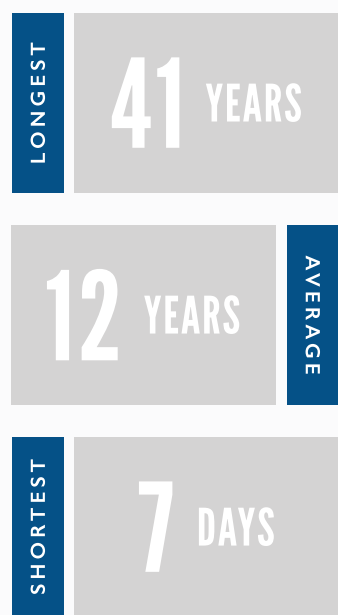 LONGEST
41 YEARS
12 YEARS
AVERAGE
SHORTEST
7 DAYS